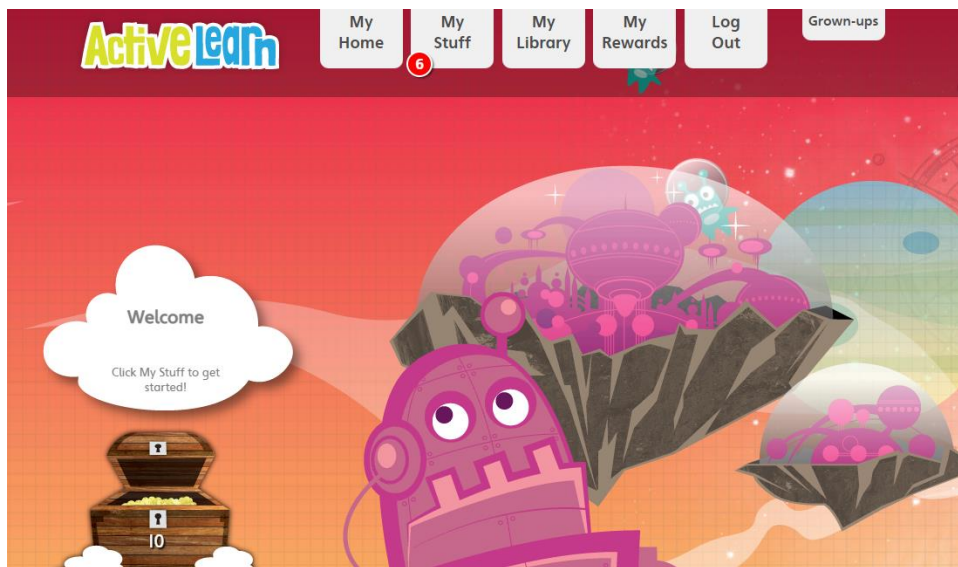 ActiveLearn
My
Home
My
Stuff
6
My
Library
My
Rewards
Log
Out
Grown-ups
Welcome
Click My Stuff to get
started!
10